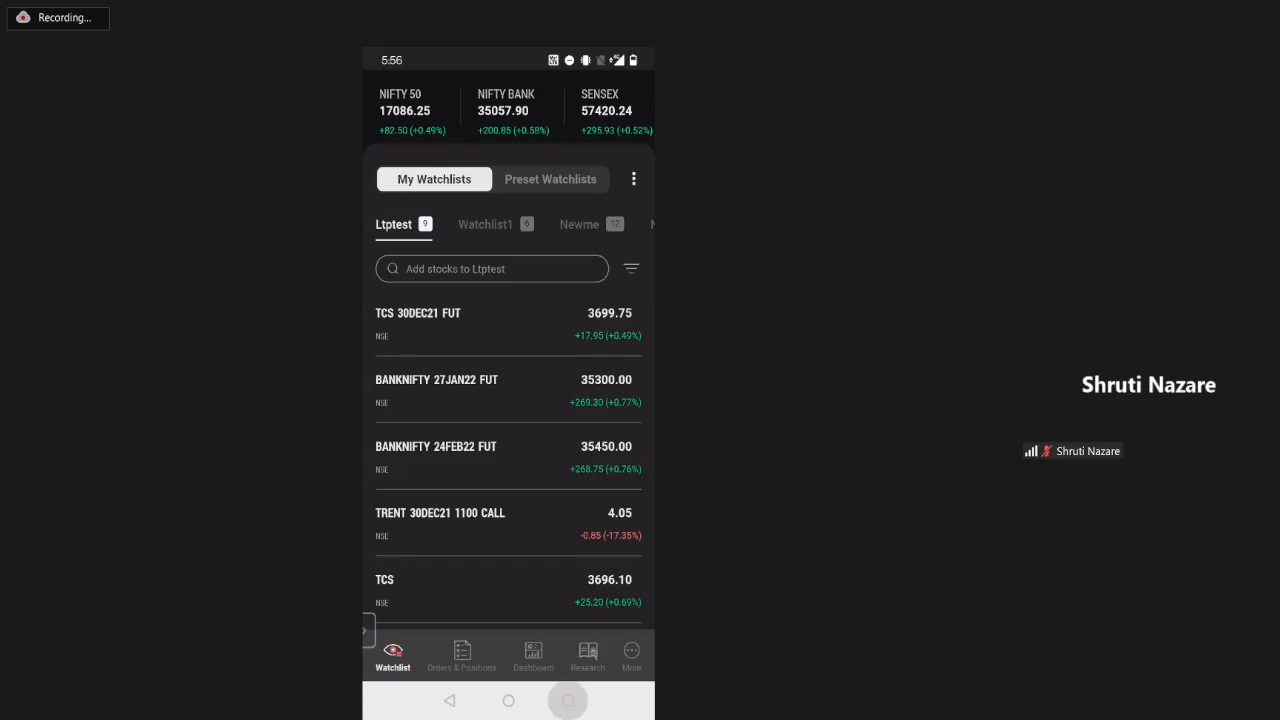 Recording...
5:56
NIFTY 50 NIFTY BANK SENSEX
17086.25 35057.90 57420.24
+82.50 (+0.49%) +200.85 (+0.58%) +295.93 (+0.52%)
My Watchlists Preset Watchlists
Ltptest 9 Watchlist1 6 Newme 12
Add stocks to Ltptest
TCS 30DEC21 FUT 3699.75
NSE +17.95 (+0.49%)
BANKNIFTY 27JAN22 FUT 35300.00
NSE +269.30 (+0.77%)
BANKNIFTY 24FEB22 FUT 35450.00
NSE +268.75 (+0.76%)
TRENT 30DEC21 1100 CALL 4.05
NSE -0.85 (-17.35%)
TCS 3696.10
NSE +25.20 (+0.69%)
Watchlist Orders & Positions Dashboard Research More
Shruti Nazare
Shruti Nazare